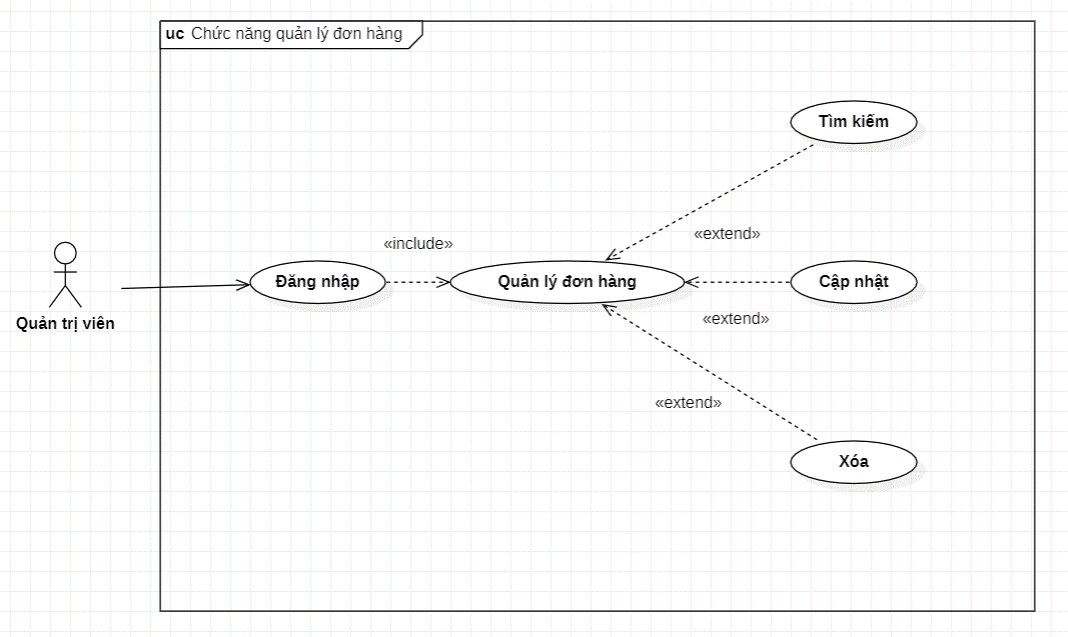 uc Chức năng quản lý đơn hàng
Tìm kiếm
«extend»
«include»
Đăng nhập
Quản lý đơn hàng
Cập nhật
«extend»
Quản trị viên
«extend»
Xóa